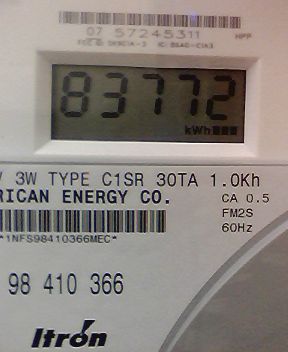 07 57245311 HPP
83772
kWh
V 3W TYPE C1SR 30TA 1.0Kh
RICAN ENERGY CO. CA 0.5
FM2S
*1NFS98410366MEC* 60Hz
98 410 366
Itron